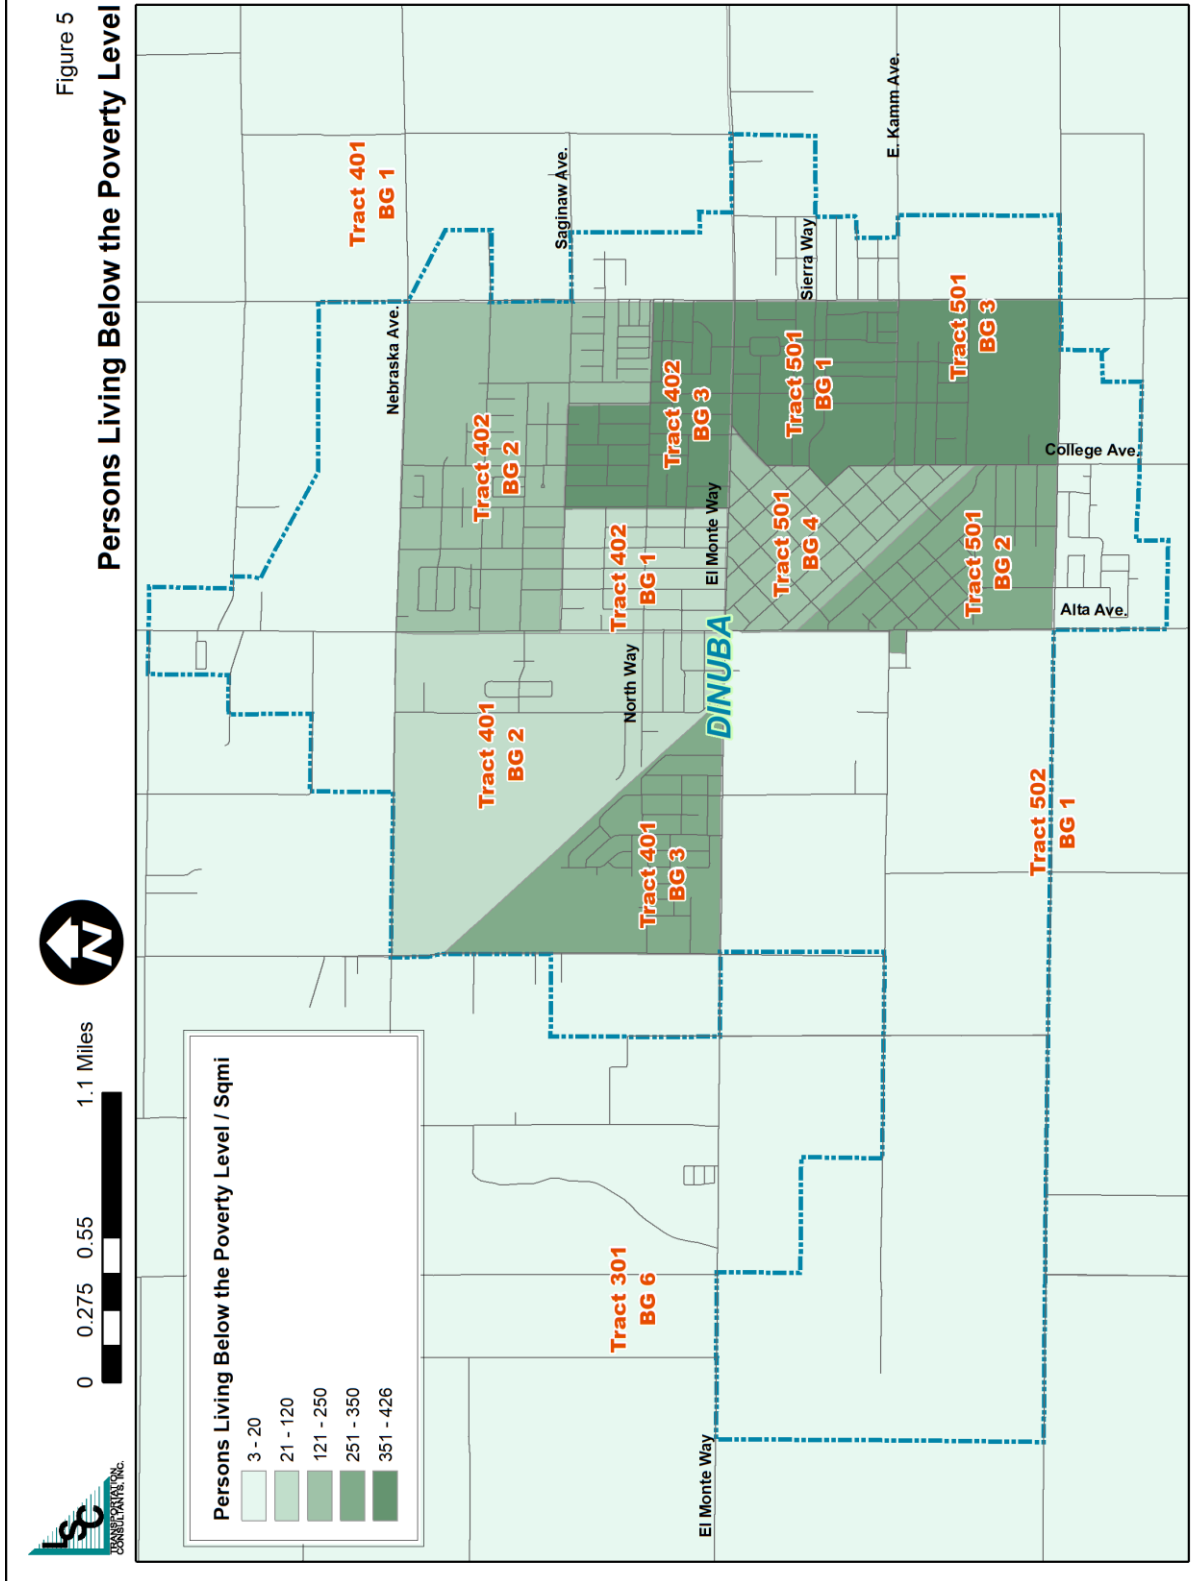 Figure 5
Persons Living Below the Poverty Level
LSC
TRANSPORTATION
CONSULTANTS, INC.
0 0.275 0.55 1.1 Miles
N
Persons Living Below the Poverty Level / Sqmi
3 - 20
21 - 120
121 - 250
251 - 350
351 - 426
Tract 401
BG 1
Nebraska Ave.
Saginaw Ave.
Tract 402
BG 2
Tract 401
BG 2
Tract 402
BG 3
Tract 402
BG 1
North Way
Tract 401
BG 3
Tract 301
BG 6
El Monte Way
El Monte Way
DINUBA
E. Kamm Ave.
Sierra Way
Tract 501
BG 1
Tract 501
BG 4
Tract 501
BG 3
Tract 501
BG 2
College Ave.
Alta Ave.
Tract 502
BG 1